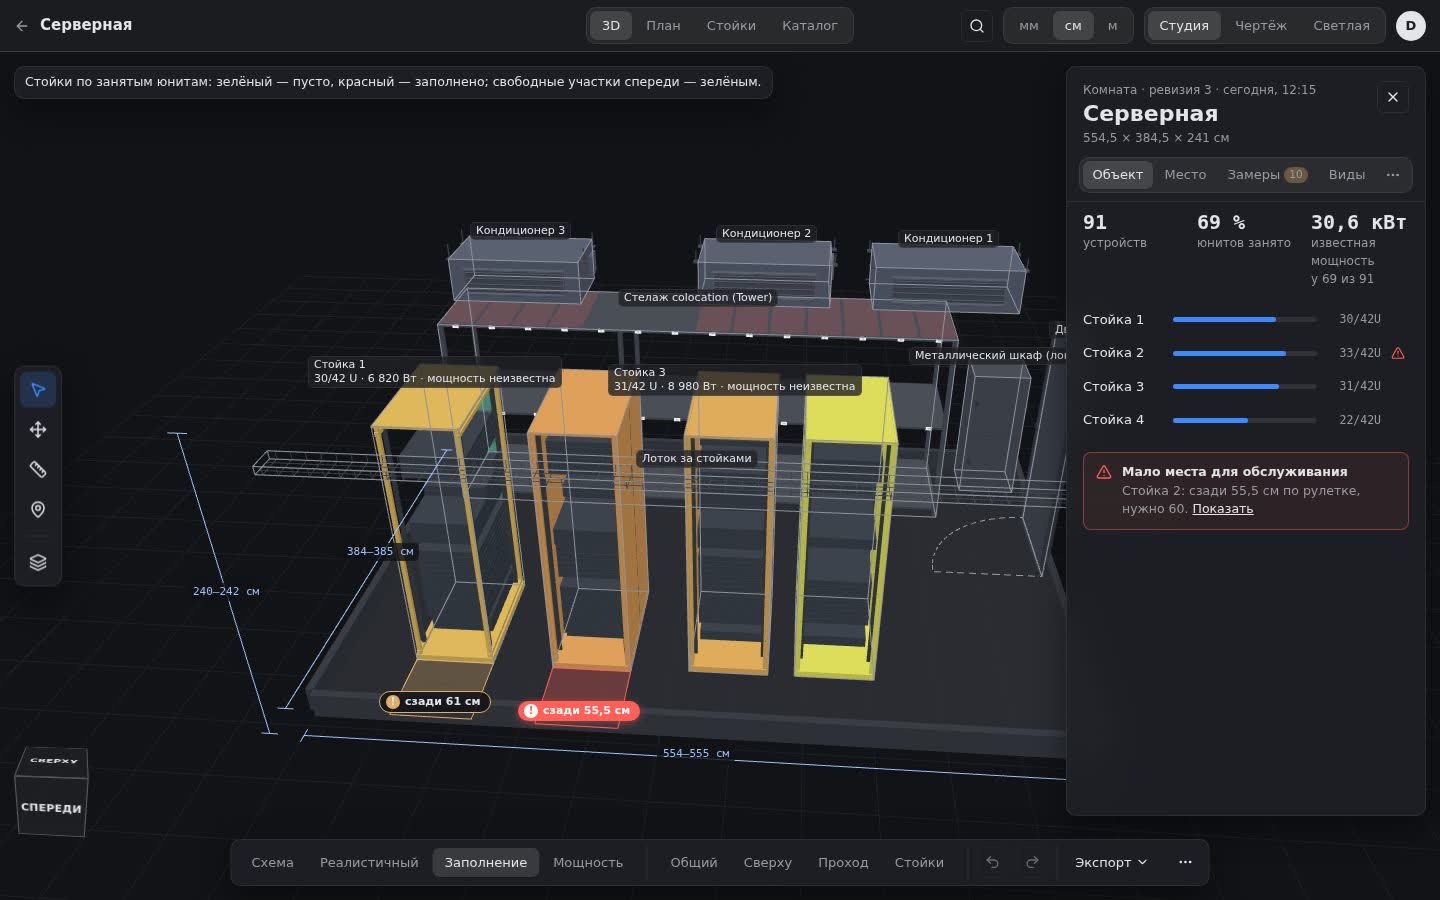 Серверная
3D План Стойки Каталог
мм см м
Студия Чертёж Светлая
D
Стойки по занятым юнитам: зелёный — пусто, красный — заполнено; свободные участки спереди — зелёным.
Комната · ревизия 3 · сегодня, 12:15
Серверная
554,5 × 384,5 × 241 см
Объект Место Замеры 10 Виды
91
устройств
69 %
юнитов занято
30,6 кВт
известная
мощность
у 69 из 91
Стойка 1 30/42U
Стойка 2 33/42U
Стойка 3 31/42U
Стойка 4 22/42U
Мало места для обслуживания
Стойка 2: сзади 55,5 см по рулетке,
нужно 60. Показать
Кондиционер 3
Кондиционер 2
Кондиционер 1
Стелаж colocation (Tower)
Металлический шкаф (
Стойка 1
30/42 U · 6 820 Вт · мощность неизвестна
Стойка 3
31/42 U · 8 980 Вт · мощность неизвестна
Лоток за стойками
384–385 см
240–242 см
сзади 61 см
сзади 55,5 см
554–555 см
СВЕРХУ
СПЕРЕДИ
Схема Реалистичный Заполнение Мощность
Общий Сверху Проход Стойки
Экспорт